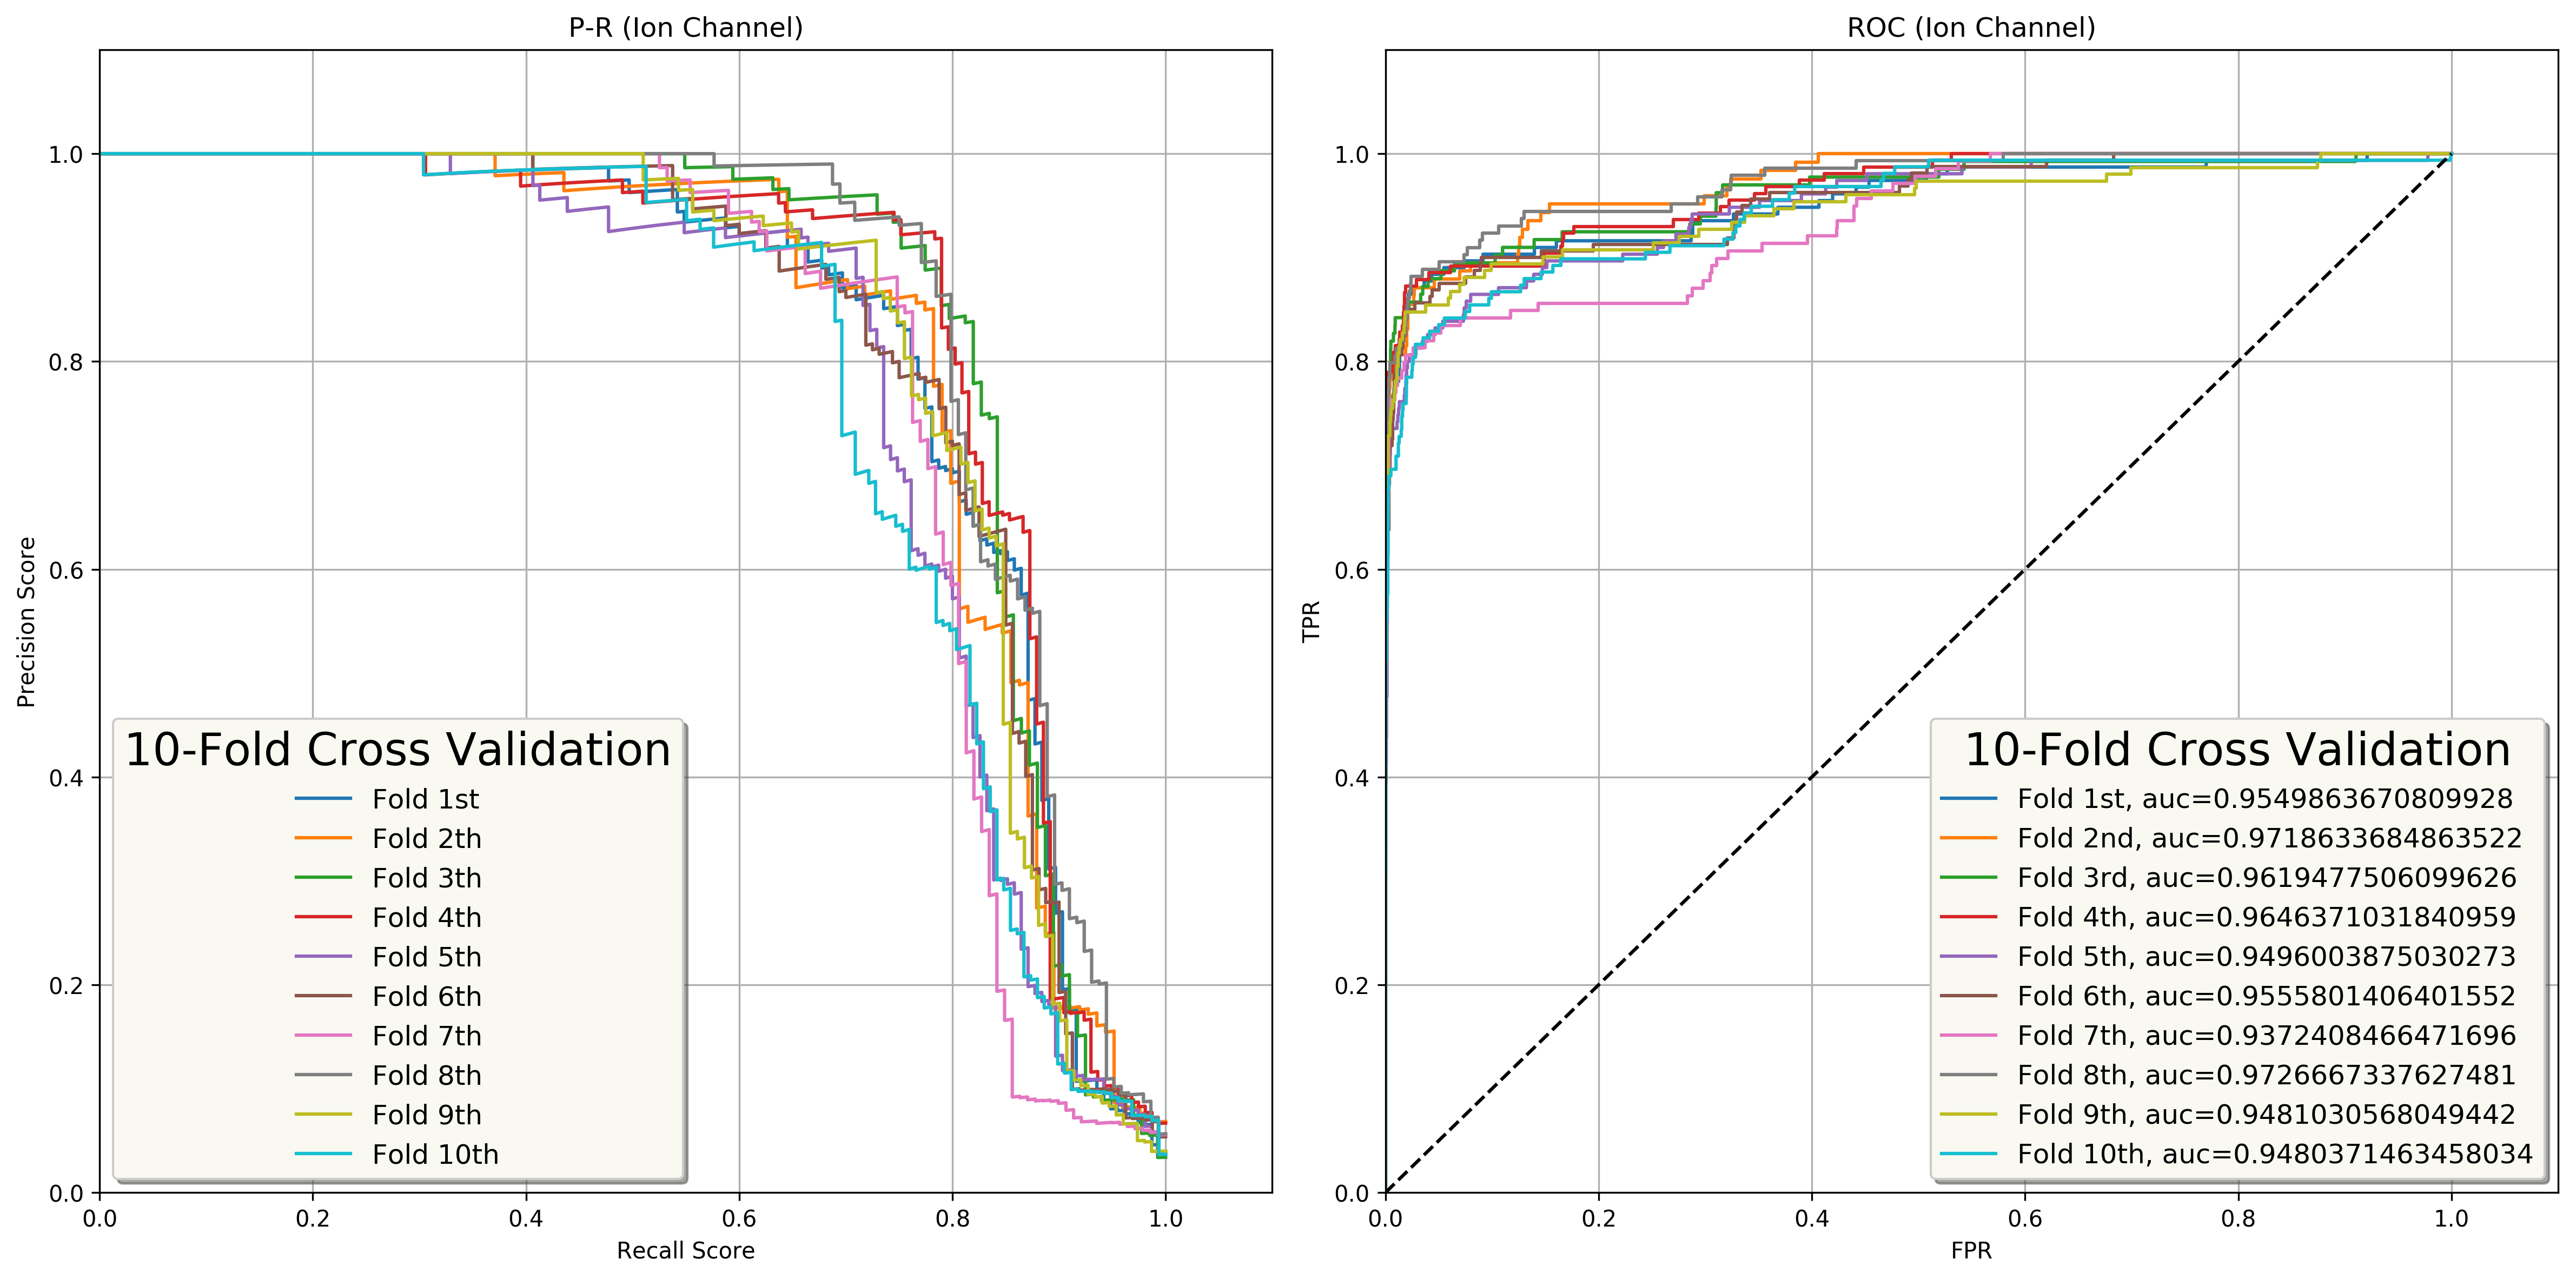 P-R (Ion Channel)
1.0
0.8
0.6
0.4
0.2
0.0
Precision Score
10-Fold Cross Validation
Fold 1st
Fold 2th
Fold 3th
Fold 4th
Fold 5th
Fold 6th
Fold 7th
Fold 8th
Fold 9th
Fold 10th
0.0 0.2 0.4 0.6 0.8 1.0
Recall Score
ROC (Ion Channel)
1.0
0.8
0.6
0.4
0.2
0.0
TPR
10-Fold Cross Validation
Fold 1st, auc=0.9549863670809928
Fold 2nd, auc=0.9718633684863522
Fold 3rd, auc=0.9619477506099626
Fold 4th, auc=0.9646371031840959
Fold 5th, auc=0.9496003875030273
Fold 6th, auc=0.9555801406401552
Fold 7th, auc=0.9372408466471696
Fold 8th, auc=0.9726667337627481
Fold 9th, auc=0.9481030568049442
Fold 10th, auc=0.9480371463458034
0.0 0.2 0.4 0.6 0.8 1.0
FPR